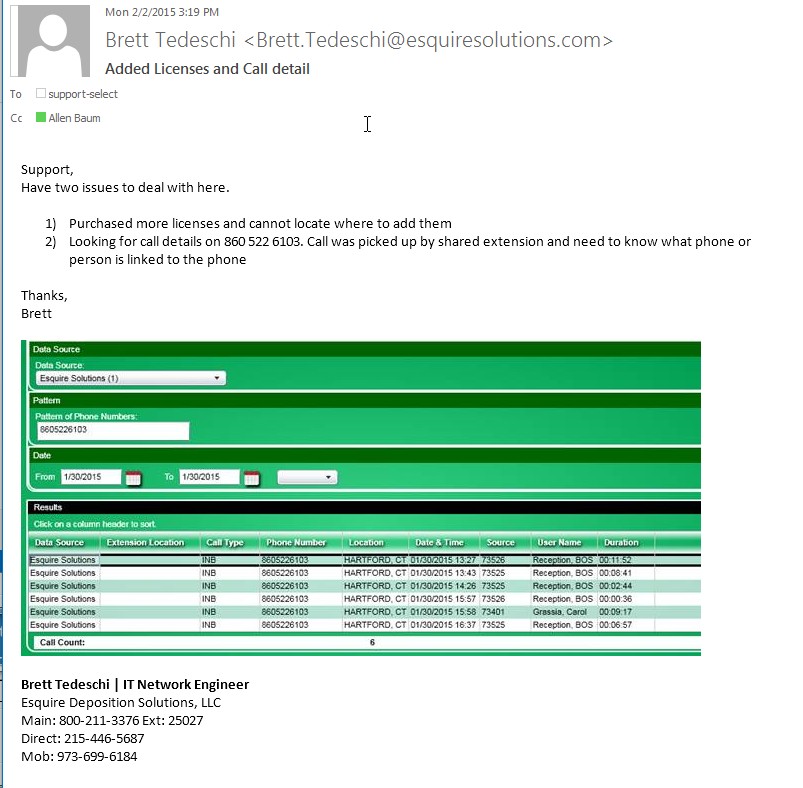 Mon 2/2/2015 3:19 PM
Brett Tedeschi <Brett.Tedeschi@esquiresolutions.com>
Added Licenses and Call detail
To support-select
Cc Allen Baum
Support,
Have two issues to deal with here.
1) Purchased more licenses and cannot locate where to add them
2) Looking for call details on 860 522 6103. Call was picked up by shared extension and need to know what phone or
person is linked to the phone
Thanks,
Brett
Data Source
Data Source:
Esquire Solutions (1)
Pattern
Pattern of Phone Numbers:
8605226103
Date
From 1/30/2015 To 1/30/2015
Results
Click on a column header to sort.
Data Source Extension Location Call Type Phone Number Location Date & Time Source User Name Duration
Esquire Solutions INB 8605226103 HARTFORD, CT 01/30/2015 13:27 73526 Reception, BOS 00:11:52
Esquire Solutions INB 8605226103 HARTFORD, CT 01/30/2015 13:43 73525 Reception, BOS 00:08:41
Esquire Solutions INB 8605226103 HARTFORD, CT 01/30/2015 14:26 73525 Reception, BOS 00:02:44
Esquire Solutions INB 8605226103 HARTFORD, CT 01/30/2015 15:57 73526 Reception, BOS 00:00:36
Esquire Solutions INB 8605226103 HARTFORD, CT 01/30/2015 15:58 73401 Grassia, Carol 00:09:17
Esquire Solutions INB 8605226103 HARTFORD, CT 01/30/2015 16:37 73525 Reception, BOS 00:06:57
Call Count: 6
Brett Tedeschi | IT Network Engineer
Esquire Deposition Solutions, LLC
Main: 800-211-3376 Ext: 25027
Direct: 215-446-5687
Mob: 973-699-6184